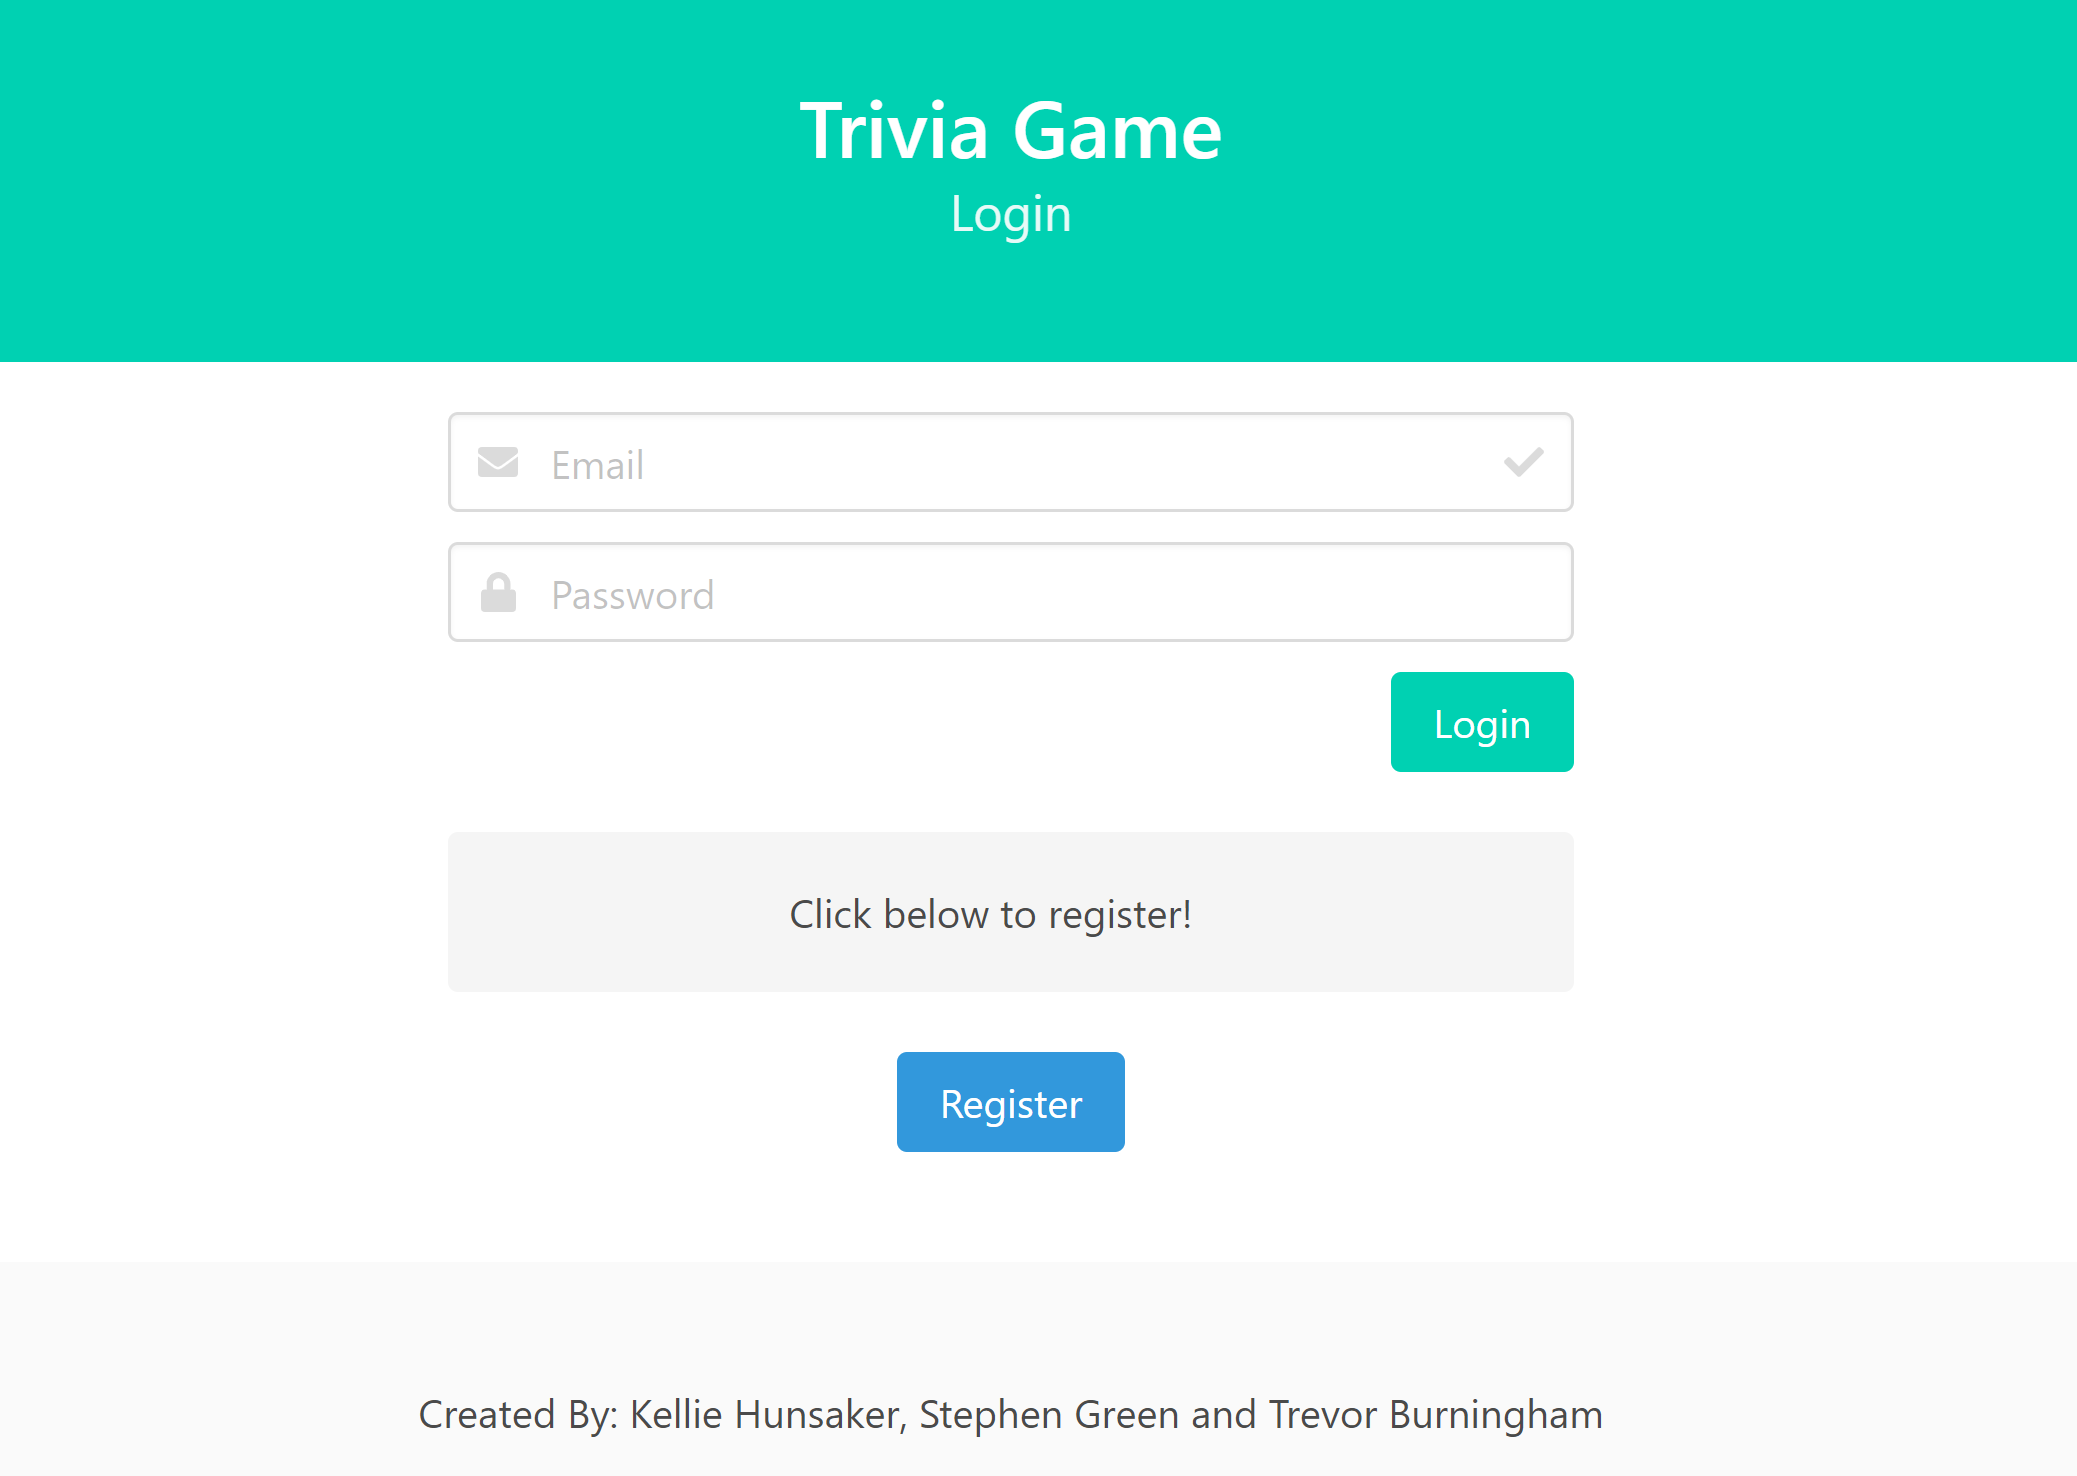 Trivia Game
Login
Email
Password
Login
Click below to register!
Register
Created By: Kellie Hunsaker, Stephen Green and Trevor Burningham